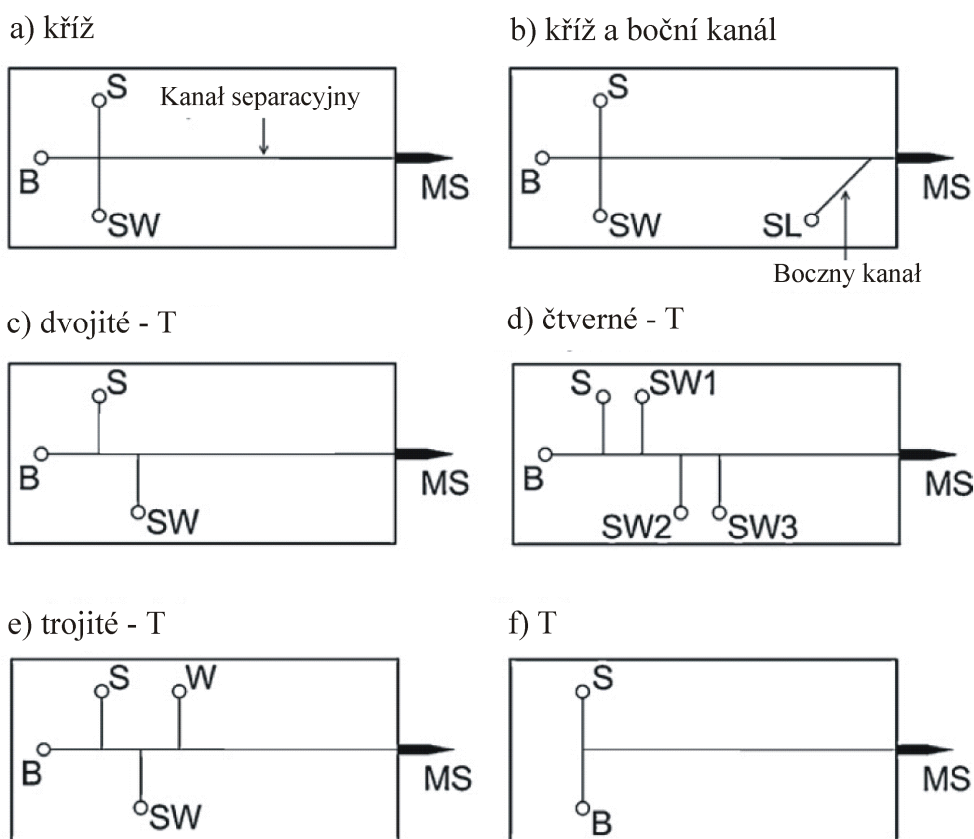 a) kříž
S
Kanał separacyjny
B
MS
SW
b) kříž a boční kanál
S
B
MS
SW
SL
Boczny kanał
c) dvojité - T
S
B
MS
SW
d) čtverné - T
S
SW1
B
MS
SW2
SW3
e) trojité - T
S
W
B
MS
SW
f) T
S
MS
B